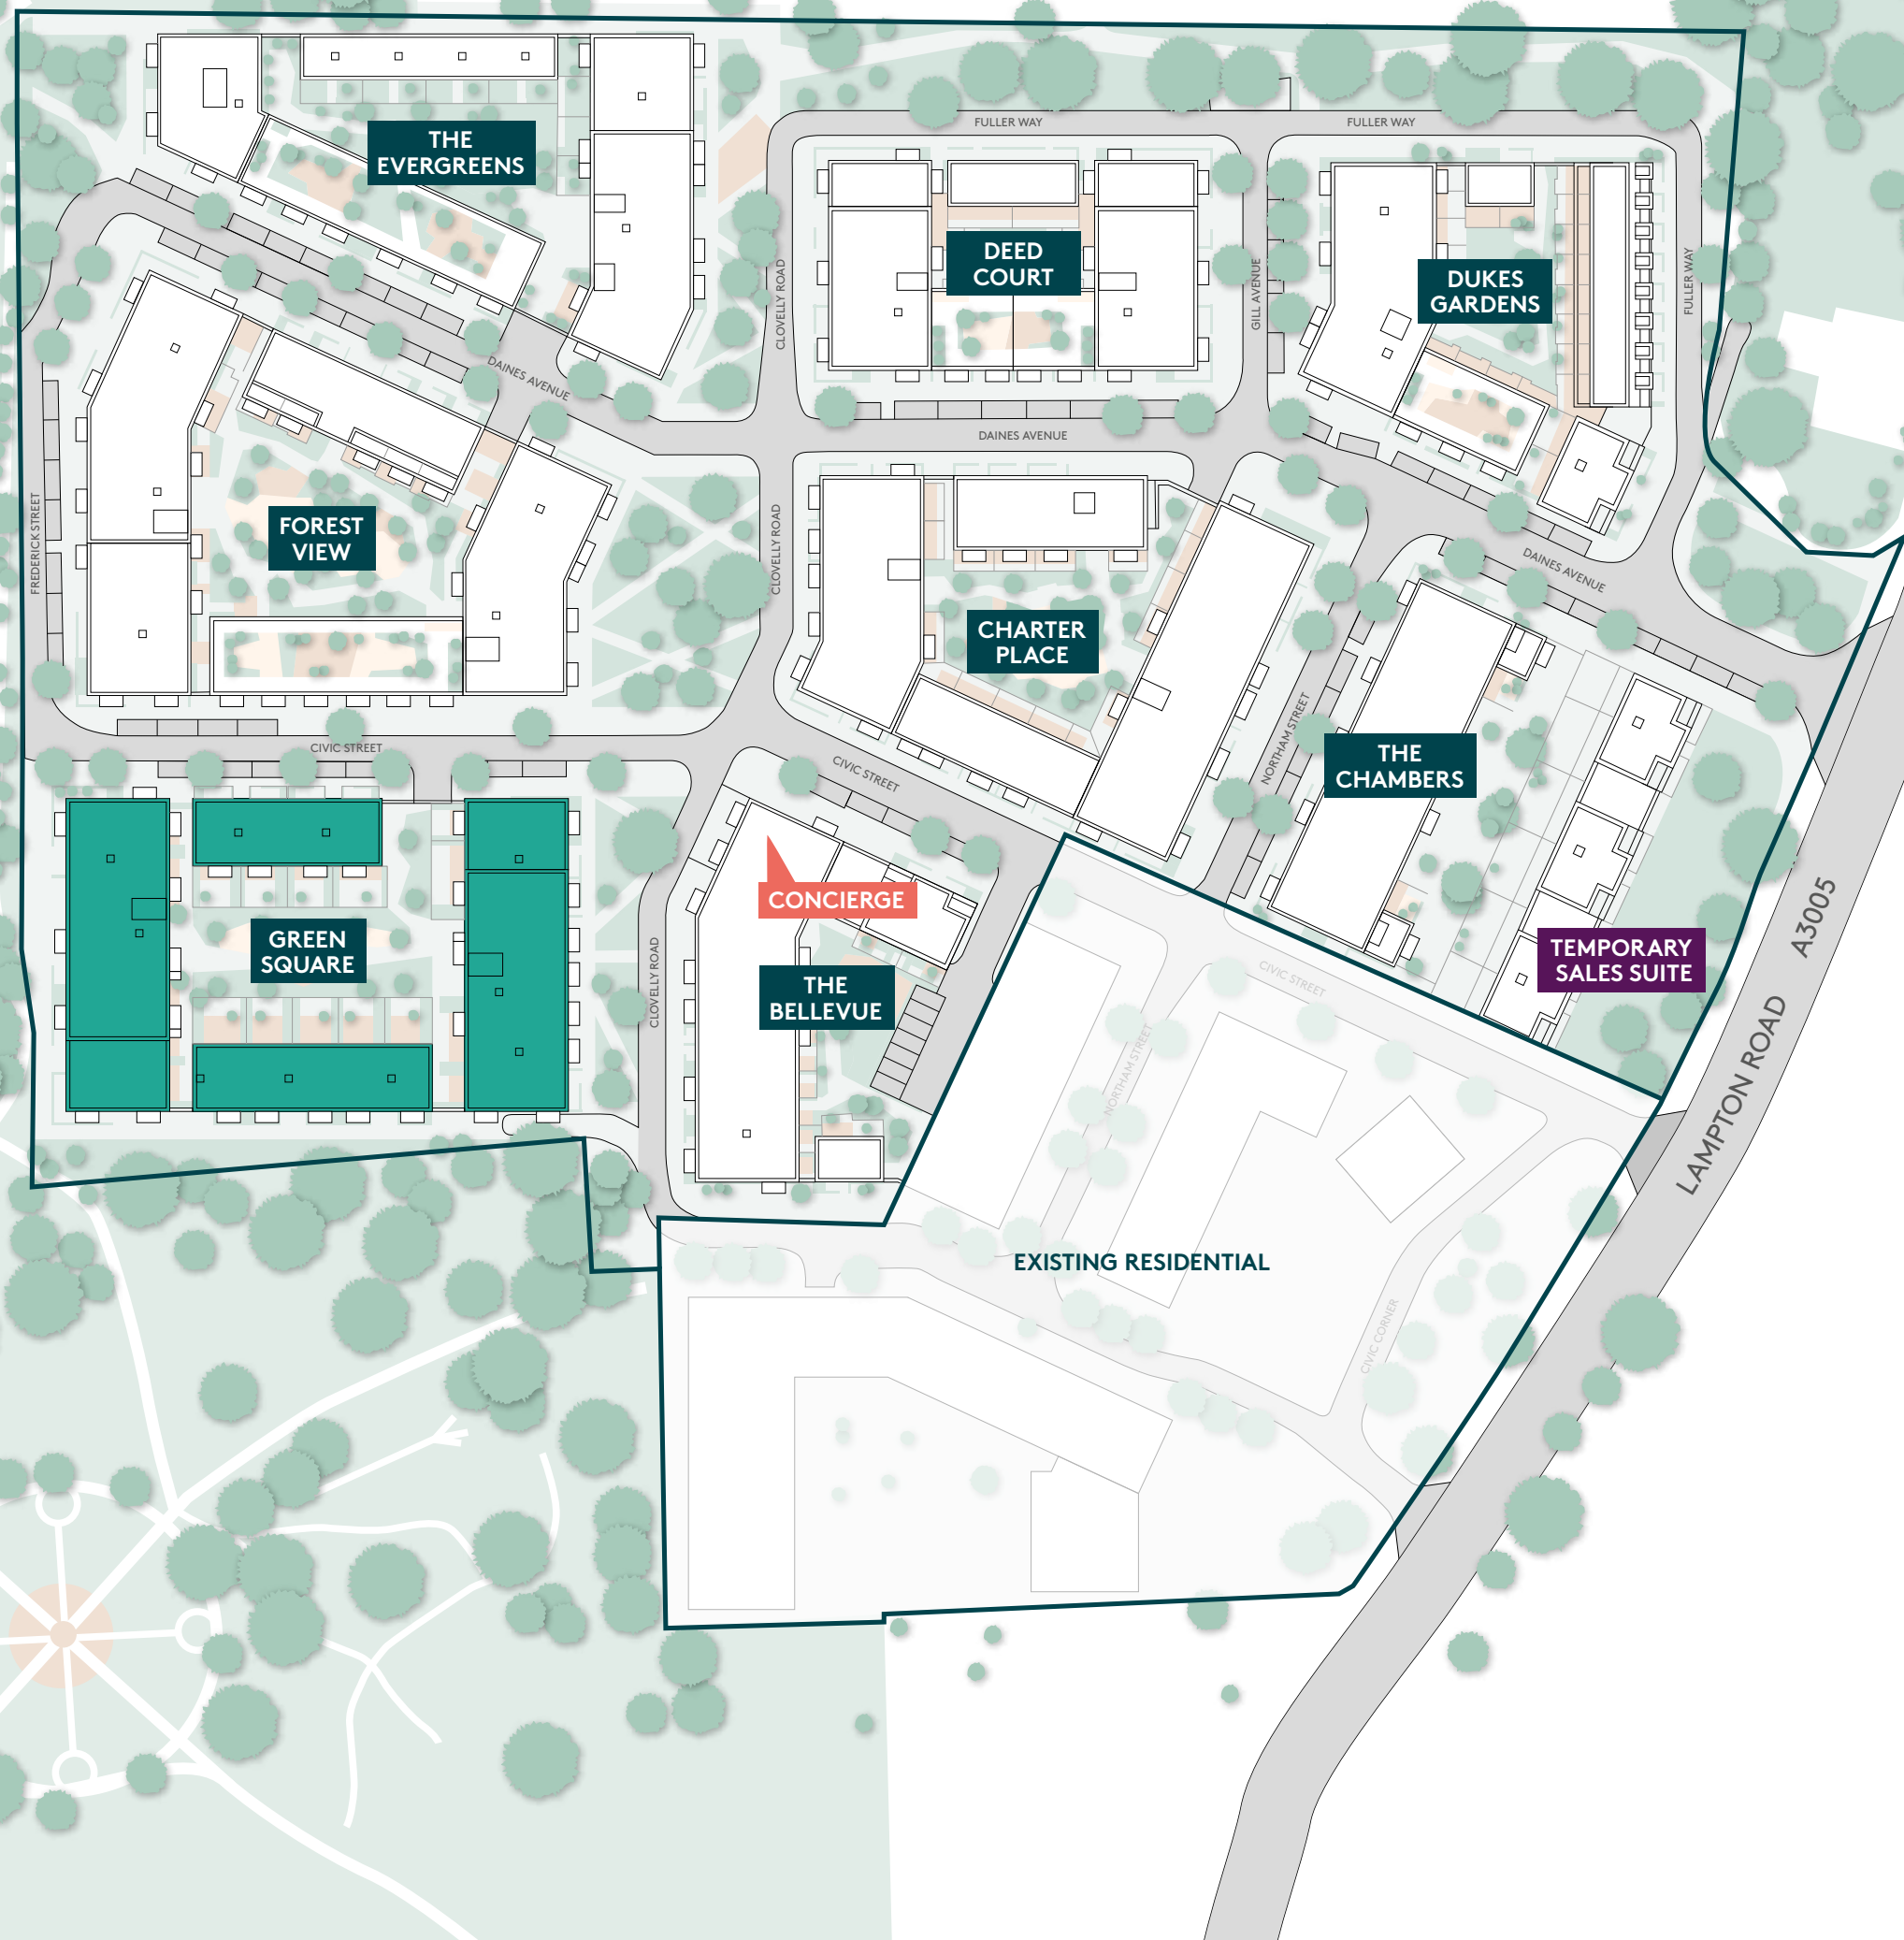 FULLER WAY
FULLER WAY
THE
EVERGREENS
DEED
COURT
DUKES
GARDENS
CLOVELLY ROAD
GILL AVENUE
FULLER WAY
DAINES AVENUE
DAINES AVENUE
FREDERICK STREET
FOREST
VIEW
CLOVELLY ROAD
DAINES AVENUE
CHARTER
PLACE
NORTHAM STREET
THE
CHAMBERS
CIVIC STREET
CIVIC STREET
CONCIERGE
GREEN
SQUARE
CLOVELLY ROAD
THE
BELLEVUE
CIVIC STREET
TEMPORARY
SALES SUITE
A3005
LAMPTON ROAD
NORTHAM STREET
EXISTING RESIDENTIAL
CIVIC CORNER